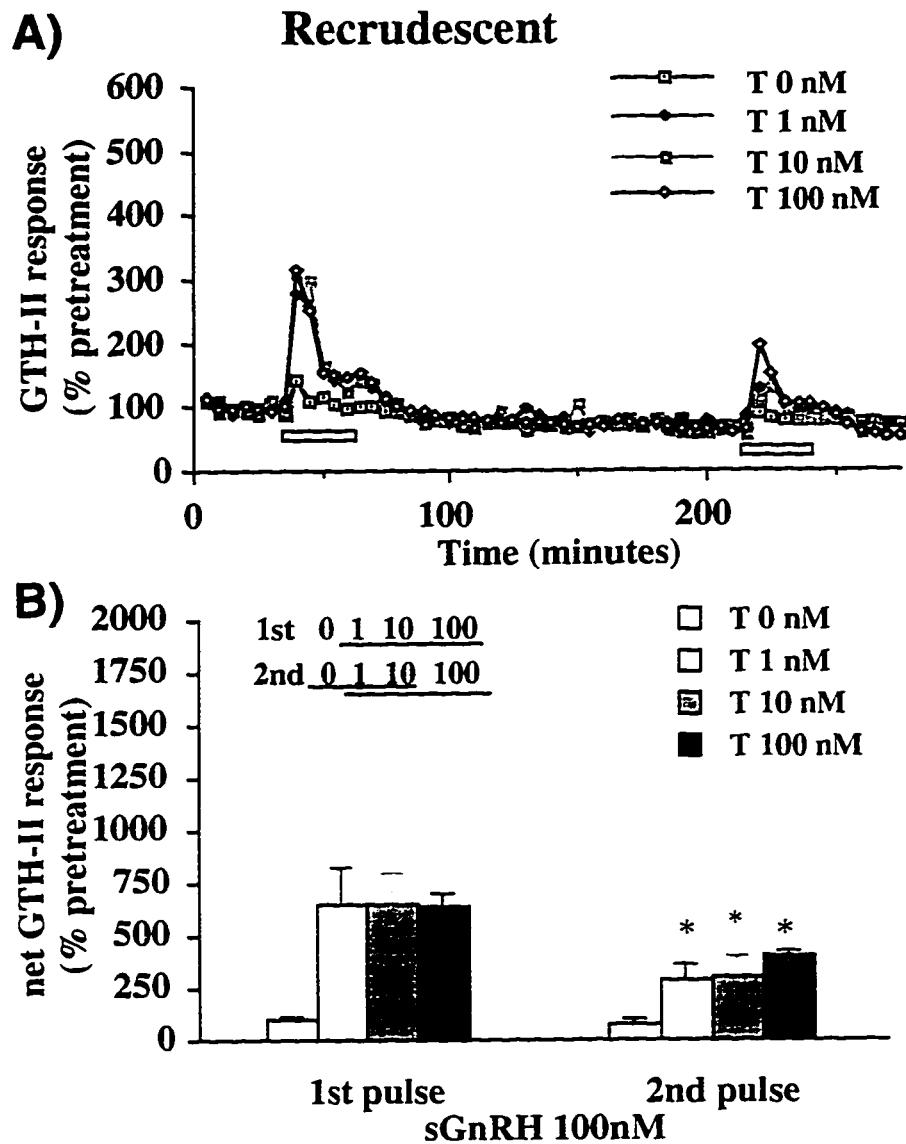 A) Recrudescent
T 0 nM
T 1 nM
T 10 nM
T 100 nM
GTH-II response
(% pretreatment)
600
500
400
300
200
100
0
0 100 200
Time (minutes)
B)
2000
1750
1500
1250
1000
750
500
250
0
net GTH-II response
(% pretreatment)
1st 0 1 10 100
2nd 0 1 10 100
T 0 nM
T 1 nM
T 10 nM
T 100 nM
* * *
1st pulse 2nd pulse
sGnRH 100nM